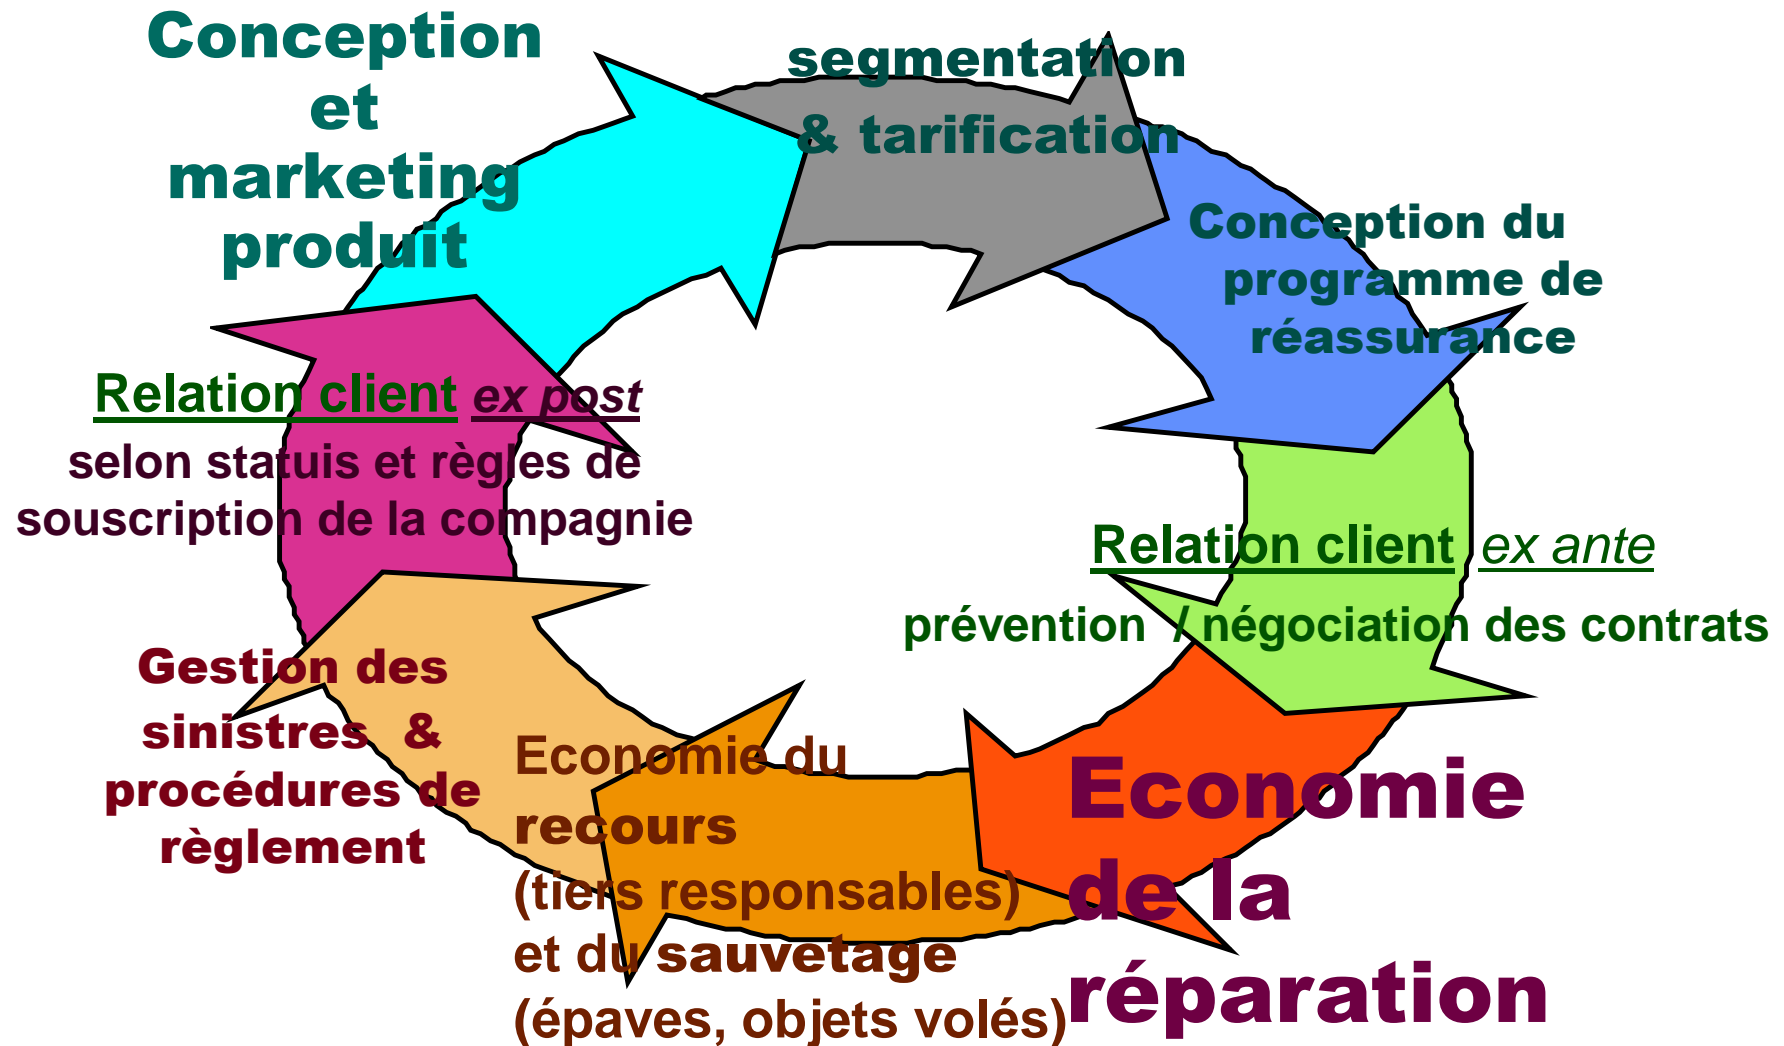 Conception
et
marketing
produit
segmentation
& tarification
Conception du
programme de
réassurance
Relation client ex ante
prévention / négociation des contrats
Economie
de la
réparation
Economie du
recours
(tiers responsables)
et du sauvetage
(épaves, objets volés)
Gestion des
sinistres &
procédures de
règlement
Relation client ex post
selon statuis et règles de
souscription de la compagnie